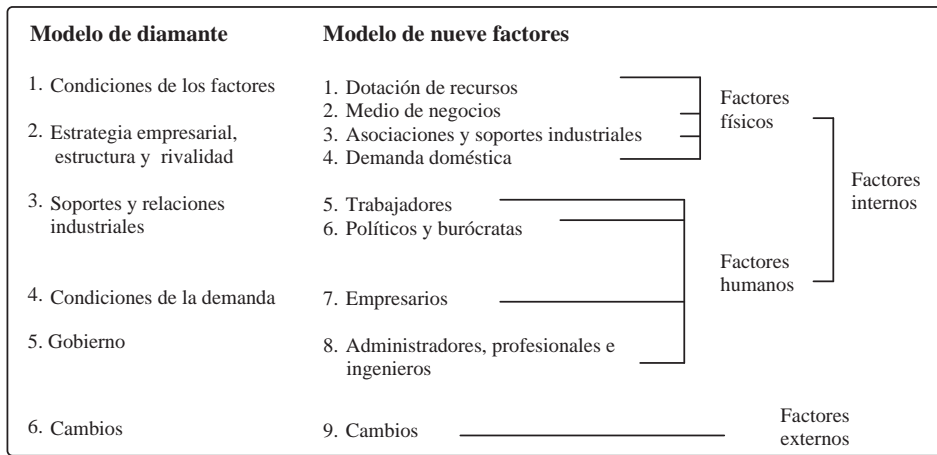 Modelo de diamante
Modelo de nueve factores
1. Condiciones de los factores
2. Estrategia empresarial,
estructura y rivalidad
3. Soportes y relaciones
industriales
4. Condiciones de la demanda
5. Gobierno
6. Cambios
1. Dotación de recursos
2. Medio de negocios
3. Asociaciones y soportes industriales
4. Demanda doméstica
5. Trabajadores
6. Políticos y burócratas
7. Empresarios
8. Administradores, profesionales e
ingenieros
9. Cambios
Factores
físicos
Factores
humanos
Factores
internos
Factores
externos